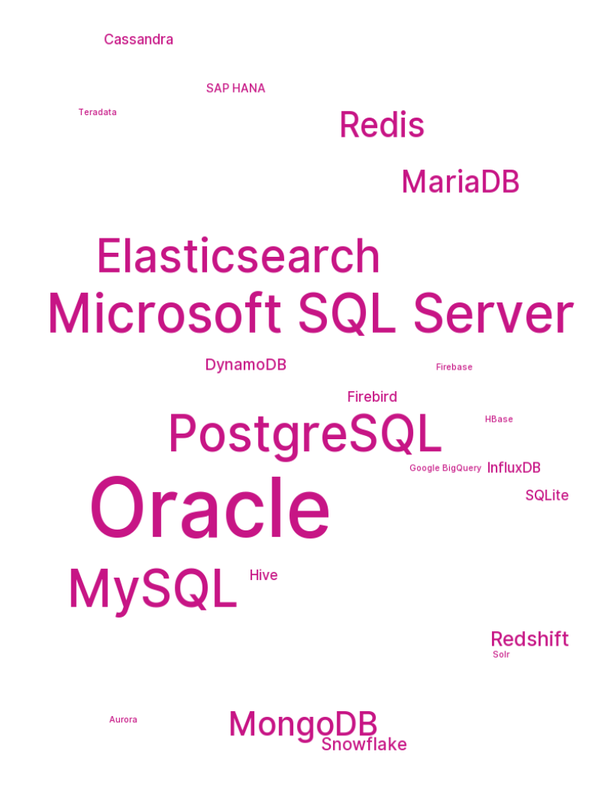 Cassandra
SAP HANA
Teradata
Redis
MariaDB
Elasticsearch
Microsoft SQL Server
DynamoDB
Firebase
Firebird
HBase
PostgreSQL
Google BigQuery
InfluxDB
SQLite
Oracle
Hive
MySQL
Redshift
Solr
Aurora
MongoDB
Snowflake